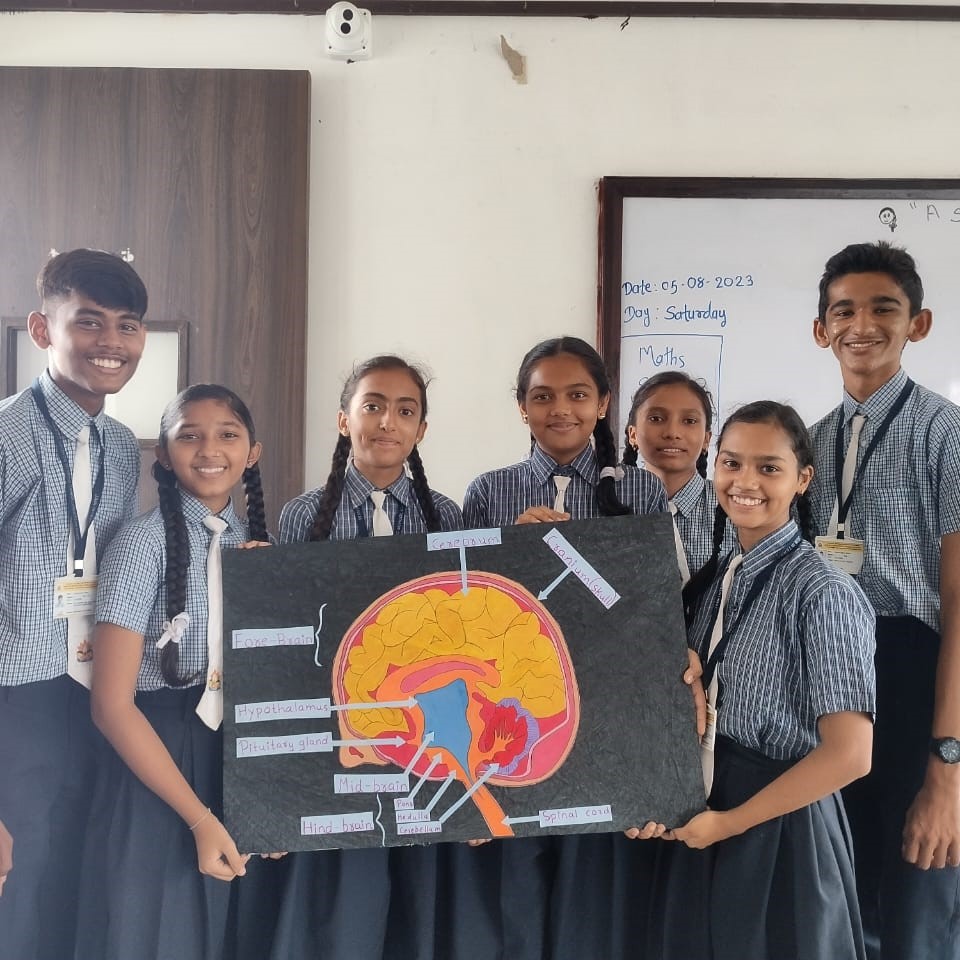 "A S
Date: 05-08-2023
Day : Saturday
Maths
Cerebrum
Cranium(skull)
Fore-Brain
Hypothalamus
Pituitary gland
Mid-brain
Pons
Medulla
Cerebellum
Hind-brain
Spinal cord